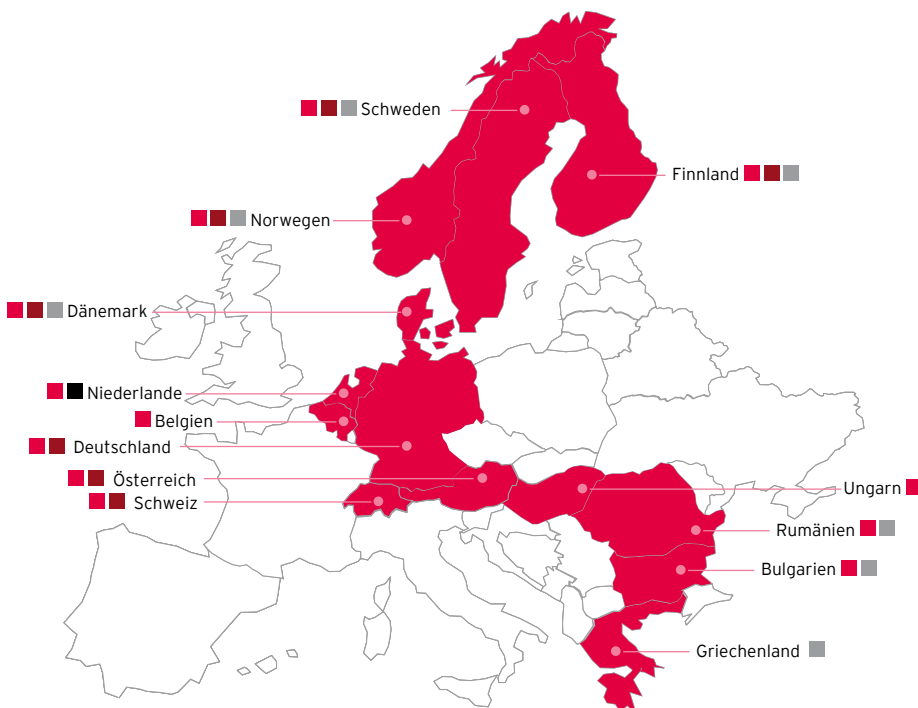 Schweden
Finnland
Norwegen
Dänemark
Niederlande
Belgien
Deutschland
Österreich
Ungarn
Schweiz
Rumänien
Bulgarien
Griechenland